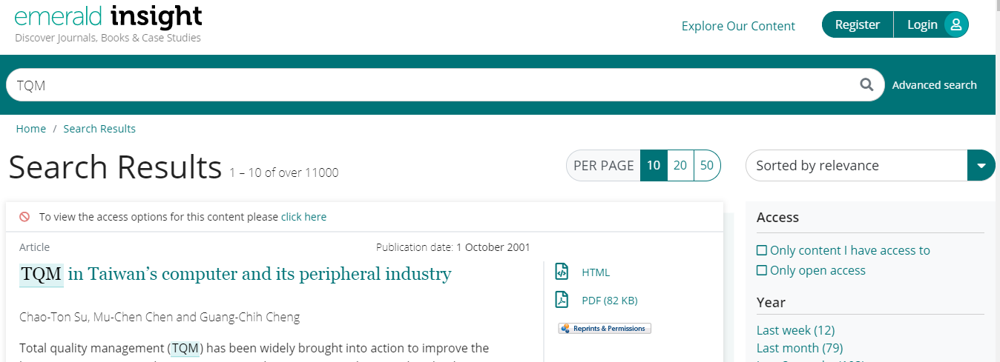 emerald insight
Discover Journals, Books & Case Studies
Explore Our Content
Register
Login
TQM
Advanced search
Home / Search Results
Search Results 1 – 10 of over 11000
PER PAGE 10 20 50
Sorted by relevance
To view the access options for this content please click here
Article
Publication date: 1 October 2001
TQM in Taiwan’s computer and its peripheral industry
Chao-Ton Su, Mu-Chen Chen and Guang-Chih Cheng
Total quality management (TQM) has been widely brought into action to improve the
HTML
PDF (82 KB)
Reprints & Permissions
Access
Only content I have access to
Only open access
Year
Last week (12)
Last month (79)